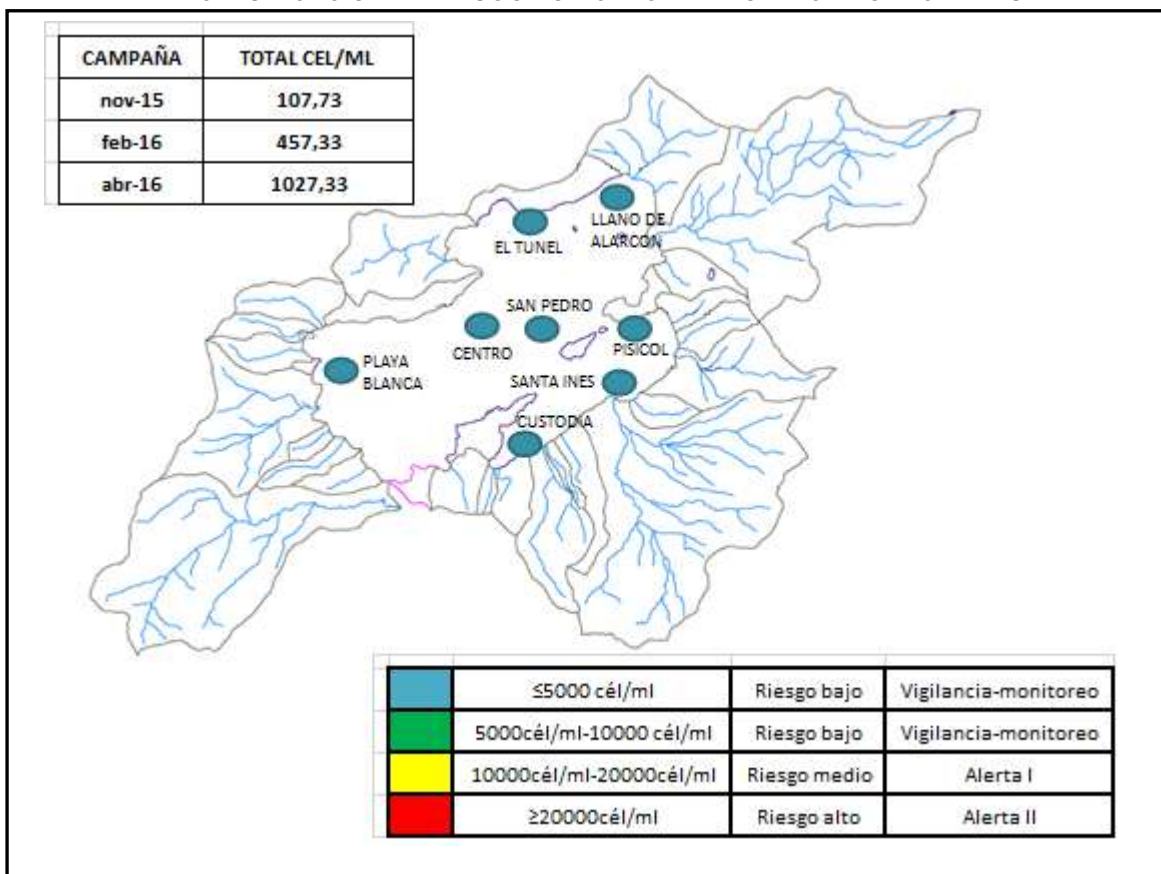 CAMPAÑA TOTAL CEL/ML
nov-15 107,73
feb-16 457,33
abr-16 1027,33
LLANO DE
ALARCON
EL TUNEL
SAN PEDRO
CENTRO
PISICOL
PLAYA
BLANCA
SANTA INES
CUSTODIA
≤5000 cél/ml Riesgo bajo Vigilancia-monitoreo
5000cél/ml-10000 cél/ml Riesgo bajo Vigilancia-monitoreo
10000cél/ml-20000cél/ml Riesgo medio Alerta I
≥20000cél/ml Riesgo alto Alerta II